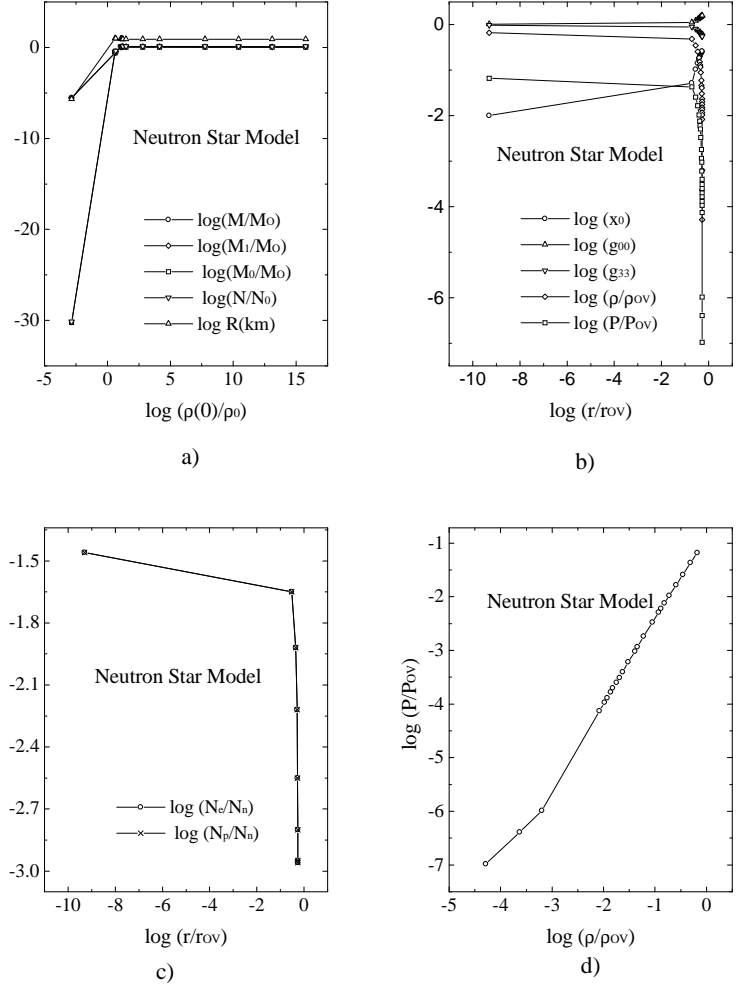 0
-5
-10
-15
-20
-25
-30
-5 0 5 10 15
Neutron Star Model
log(M/MO)
log(M1/MO)
log(M0/MO)
log(N/N0)
log R(km)
log (ρ(0)/ρ0)
a)
0
-2
-4
-6
-10 -8 -6 -4 -2 0
Neutron Star Model
log (x0)
log (g00)
log (g33)
log (ρ/ρOV)
log (P/POV)
log (r/rOV)
b)
-1.5
-1.8
-2.1
-2.4
-2.7
-3.0
-10 -8 -6 -4 -2 0
Neutron Star Model
log (Ne/Nn)
log (Np/Nn)
log (r/rOV)
c)
-1
-2
-3
-4
-5
-6
-7
-5 -4 -3 -2 -1 0
Neutron Star Model
log (P/POV)
log (ρ/ρOV)
d)